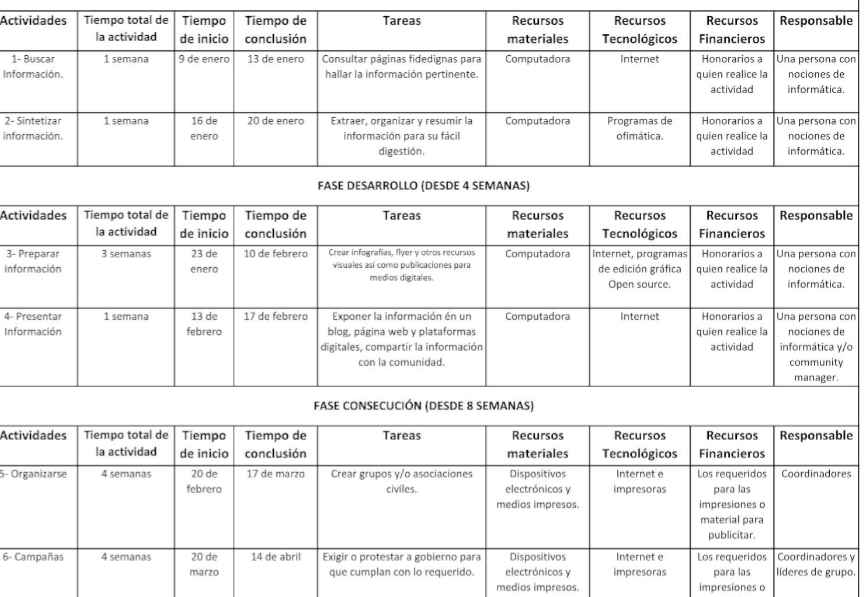 Actividades Tiempo total de la actividad Tiempo de inicio Tiempo de conclusión Tareas Recursos materiales Recursos Tecnológicos Recursos Financieros Responsable
1- Buscar Información. 1 semana 9 de enero 13 de enero Consultar páginas fidedignas para hallar la información pertinente. Computadora Internet Honorarios a quien realice la actividad Una persona con nociones de informática.
2- Sintetizar información. 1 semana 16 de enero 20 de enero Extraer, organizar y resumir la información para su fácil digestión. Computadora Programas de ofimática. Honorarios a quien realice la actividad Una persona con nociones de informática.
FASE DESARROLLO (DESDE 4 SEMANAS)
Actividades Tiempo total de la actividad Tiempo de inicio Tiempo de conclusión Tareas Recursos materiales Recursos Tecnológicos Recursos Financieros Responsable
3- Preparar información 3 semanas 23 de enero 10 de febrero Crear infografías, flyer y otros recursos visuales así como publicaciones para medios digitales. Computadora Internet, programas de edición gráfica Open source. Honorarios a quien realice la actividad Una persona con nociones de informática.
4- Presentar Información 1 semana 13 de febrero 17 de febrero Exponer la información én un blog, página web y plataformas digitales, compartir la información con la comunidad. Computadora Internet Honorarios a quien realice la actividad Una persona con nociones de informática y/o community manager.
FASE CONSECUCIÓN (DESDE 8 SEMANAS)
Actividades Tiempo total de la actividad Tiempo de inicio Tiempo de conclusión Tareas Recursos materiales Recursos Tecnológicos Recursos Financieros Responsable
5- Organizarse 4 semanas 20 de febrero 17 de marzo Crear grupos y/o asociaciones civiles. Dispositivos electrónicos y medios impresos. Internet e impresoras Los requeridos para las impresiones o material para publicitar. Coordinadores
6- Campañas 4 semanas 20 de marzo 14 de abril Exigir o protestar a gobierno para que cumplan con lo requerido. Dispositivos electrónicos y medios impresos. Internet e impresoras Los requeridos para las impresiones o Coordinadores y líderes de grupo.